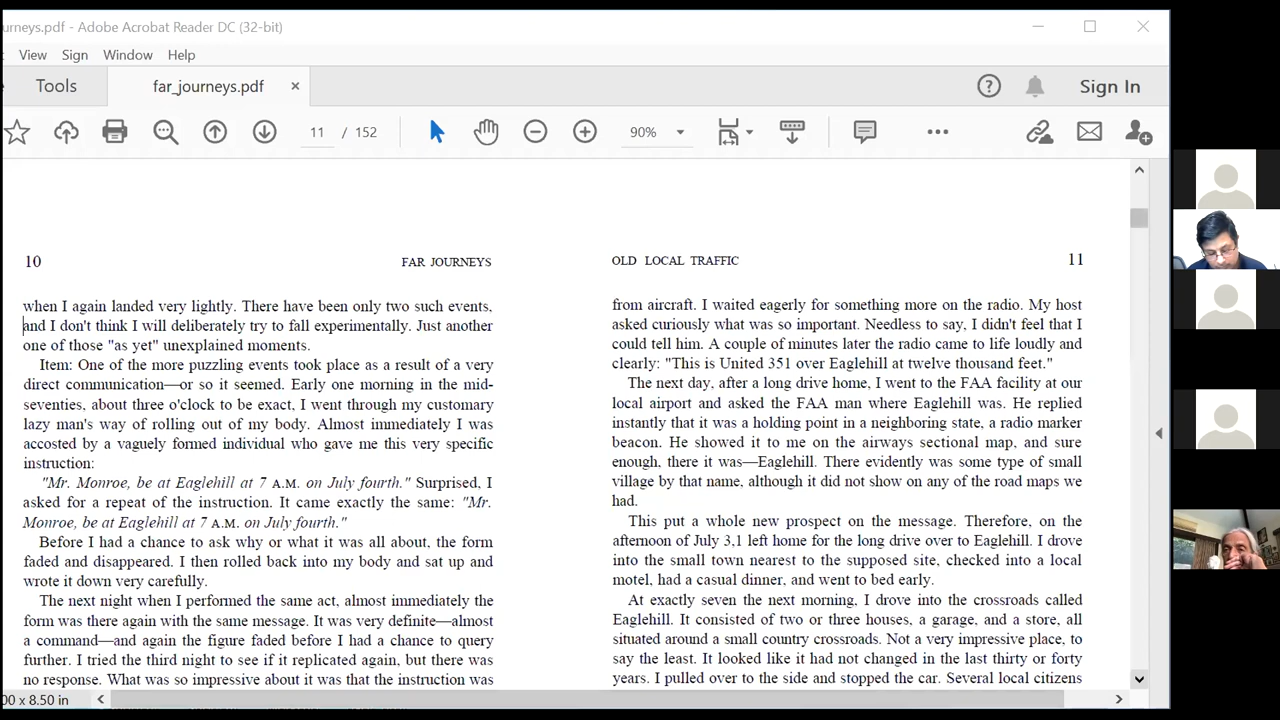 urneys.pdf - Adobe Acrobat Reader DC (32-bit)
View Sign Window Help
Tools far_journeys.pdf × Sign In
11 / 152 90%
10 FAR JOURNEYS
when I again landed very lightly. There have been only two such events,
and I don't think I will deliberately try to fall experimentally. Just another
one of those "as yet" unexplained moments.
Item: One of the more puzzling events took place as a result of a very
direct communication—or so it seemed. Early one morning in the mid-
seventies, about three o'clock to be exact, I went through my customary
lazy man's way of rolling out of my body. Almost immediately I was
accosted by a vaguely formed individual who gave me this very specific
instruction:
"Mr. Monroe, be at Eaglehill at 7 A.M. on July fourth." Surprised, I
asked for a repeat of the instruction. It came exactly the same: "Mr.
Monroe, be at Eaglehill at 7 A.M. on July fourth."
Before I had a chance to ask why or what it was all about, the form
faded and disappeared. I then rolled back into my body and sat up and
wrote it down very carefully.
The next night when I performed the same act, almost immediately the
form was there again with the same message. It was very definite—almost
a command—and again the figure faded before I had a chance to query
further. I tried the third night to see if it replicated again, but there was
no response. What was so impressive about it was that the instruction was
OLD LOCAL TRAFFIC 11
from aircraft. I waited eagerly for something more on the radio. My host
asked curiously what was so important. Needless to say, I didn't feel that I
could tell him. A couple of minutes later the radio came to life loudly and
clearly: "This is United 351 over Eaglehill at twelve thousand feet."
The next day, after a long drive home, I went to the FAA facility at our
local airport and asked the FAA man where Eaglehill was. He replied
instantly that it was a holding point in a neighboring state, a radio marker
beacon. He showed it to me on the airways sectional map, and sure
enough, there it was—Eaglehill. There evidently was some type of small
village by that name, although it did not show on any of the road maps we
had.
This put a whole new prospect on the message. Therefore, on the
afternoon of July 3,1 left home for the long drive over to Eaglehill. I drove
into the small town nearest to the supposed site, checked into a local
motel, had a casual dinner, and went to bed early.
At exactly seven the next morning, I drove into the crossroads called
Eaglehill. It consisted of two or three houses, a garage, and a store, all
situated around a small country crossroads. Not a very impressive place, to
say the least. It looked like it had not changed in the last thirty or forty
years. I pulled over to the side and stopped the car. Several local citizens
00 x 8.50 in